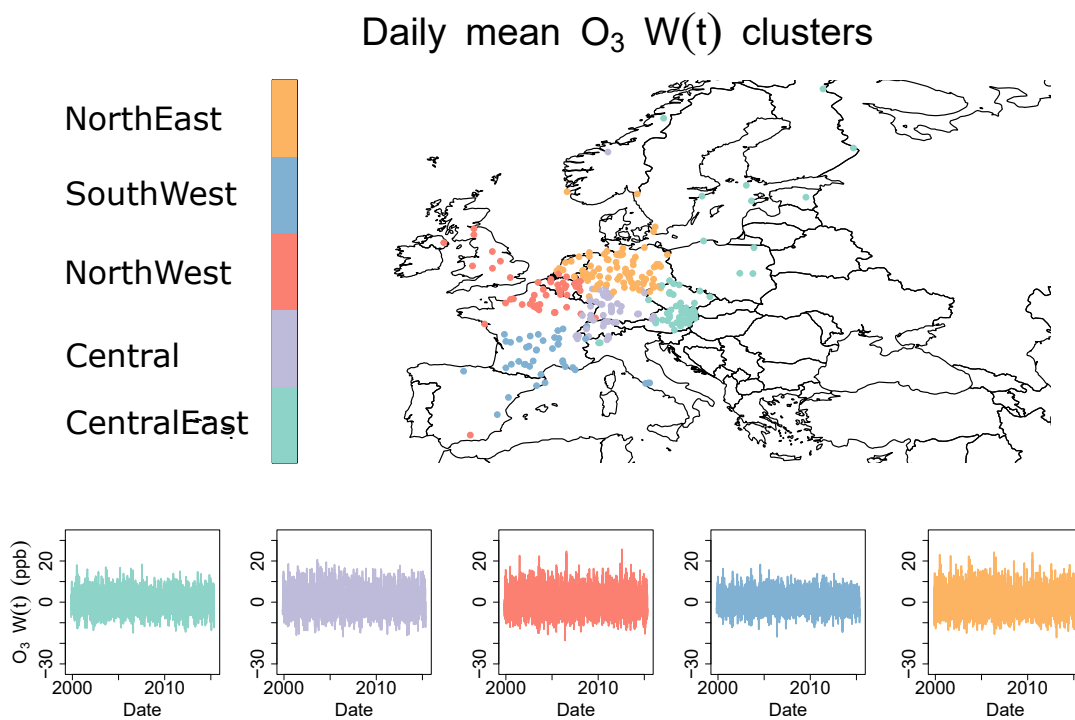 Daily mean O₃ W(t) clusters
NorthEast
SouthWest
NorthWest
Central
CentralEast
O₃ W(t) (ppb)
−30 0 20
2000 2010
Date
−30 0 20
2000 2010
Date
−30 0 20
2000 2010
Date
−30 0 20
2000 2010
Date
−30 0 20
2000 2010
Date